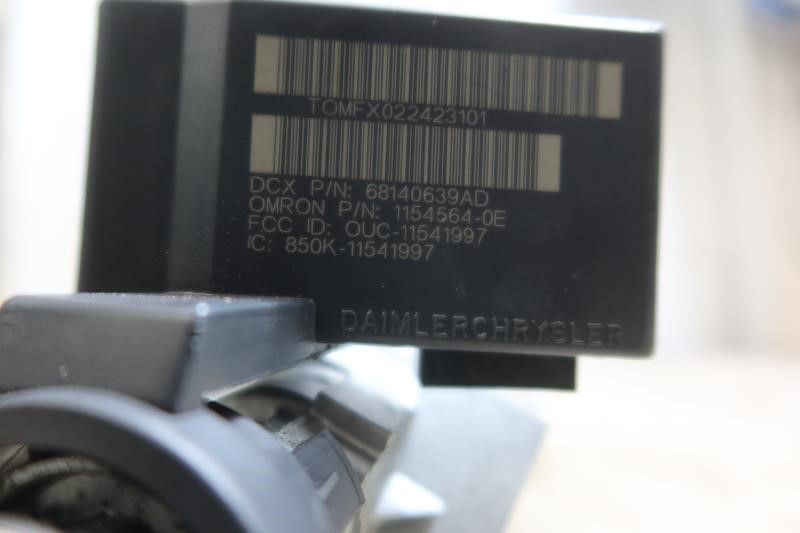 TOMFX022423101
DCX P/N: 68140639AD
OMRON P/N: 1154564-0E
FCC ID: OUC-11541997
IC: 850K-11541997
DAIMLERCHRYSLER